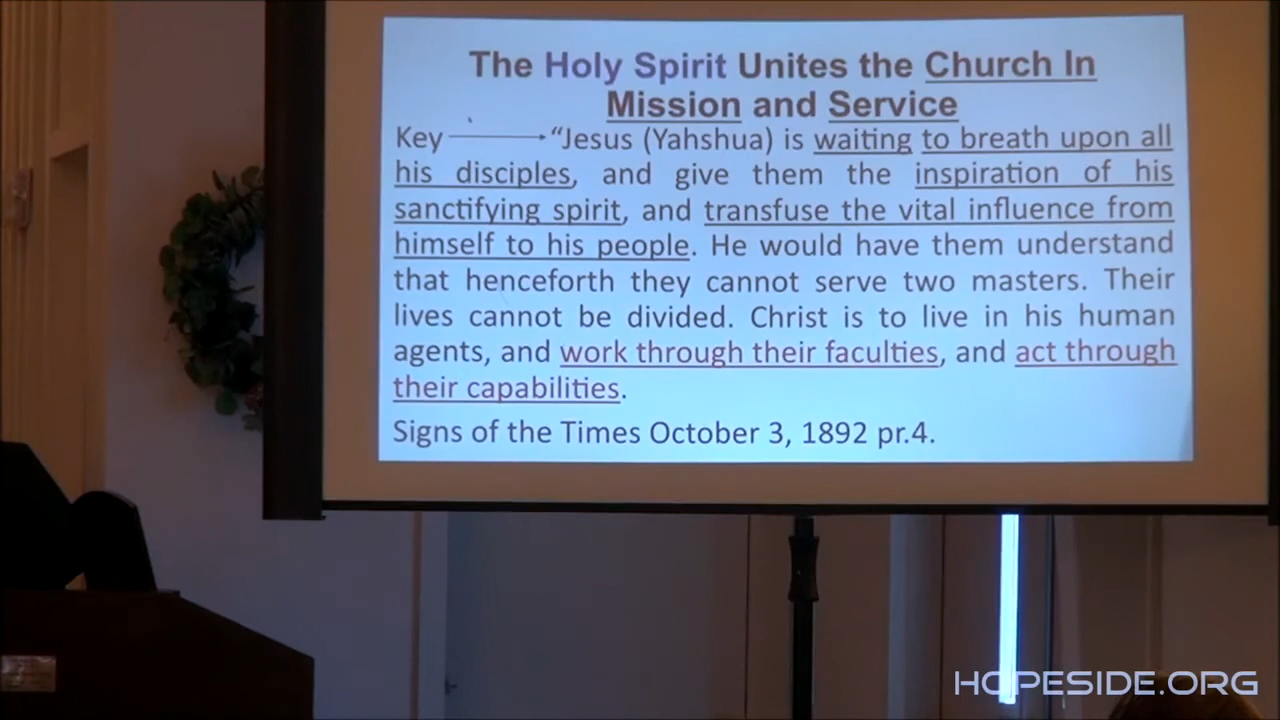 The Holy Spirit Unites the Church In
Mission and Service
Key “Jesus (Yahshua) is waiting to breath upon all
his disciples, and give them the inspiration of his
sanctifying spirit, and transfuse the vital influence from
himself to his people. He would have them understand
that henceforth they cannot serve two masters. Their
lives cannot be divided. Christ is to live in his human
agents, and work through their faculties, and act through
their capabilities.
Signs of the Times October 3, 1892 pr.4.
HOPESIDE.ORG